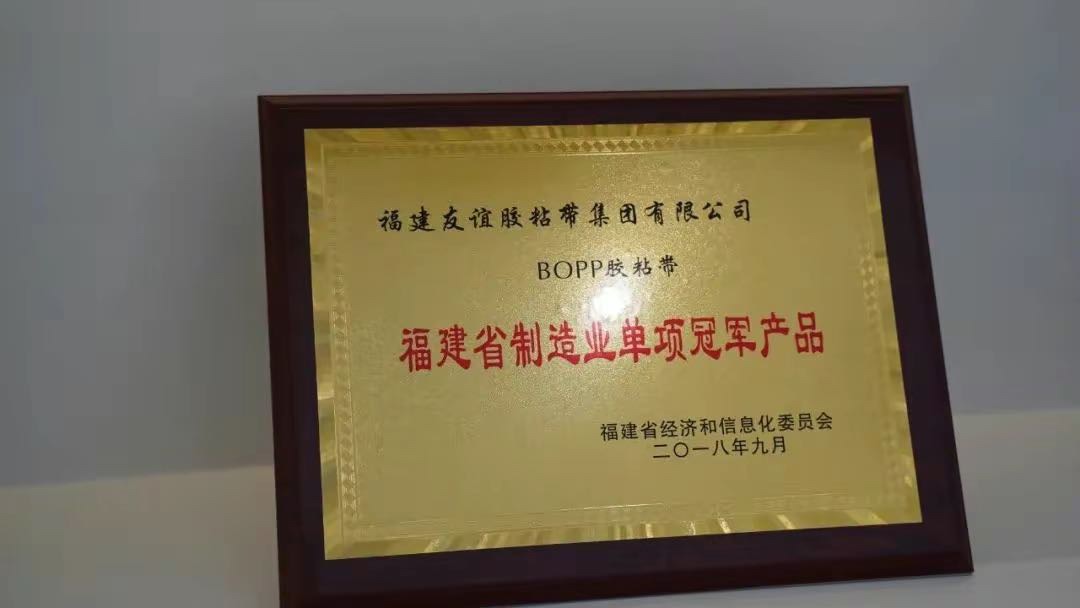 福建友谊胶粘带集团有限公司
BOPP胶粘带
福建省制造业单项冠军产品
福建省经济和信息化委员会
二〇一八年九月